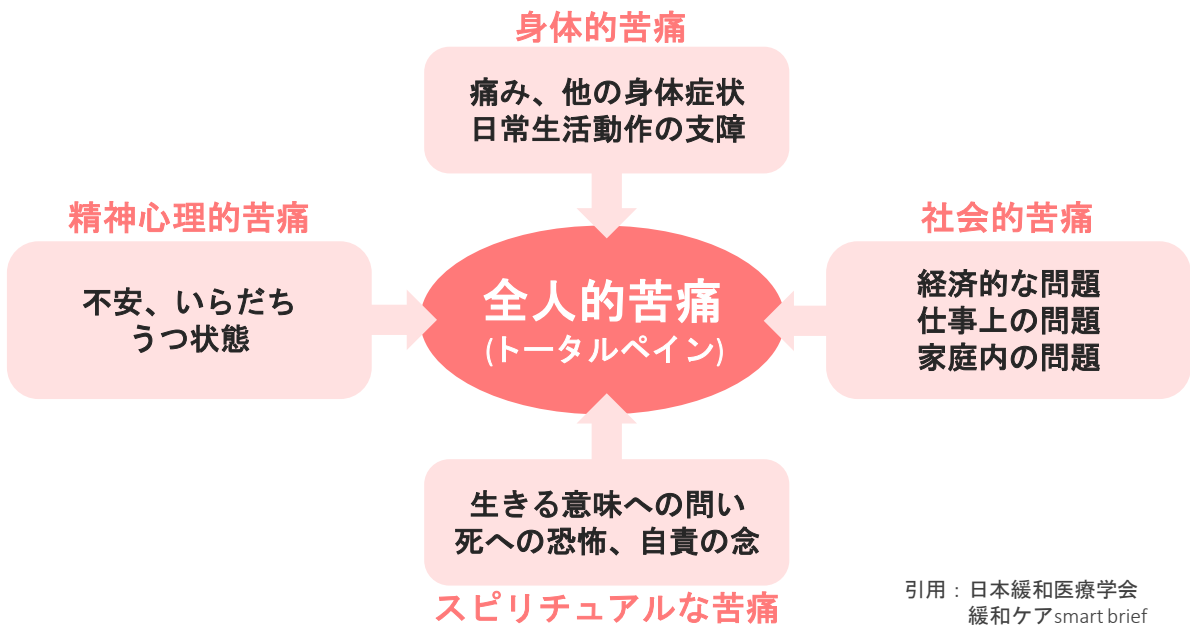 身体的苦痛
痛み、他の身体症状
日常生活動作の支障
精神心理的苦痛
不安、いらだち
うつ状態
全人的苦痛
(トータルペイン)
社会的苦痛
経済的な問題
仕事上の問題
家庭内の問題
生きる意味への問い
死への恐怖、自責の念
スピリチュアルな苦痛
引用：日本緩和医療学会
緩和ケアsmart brief